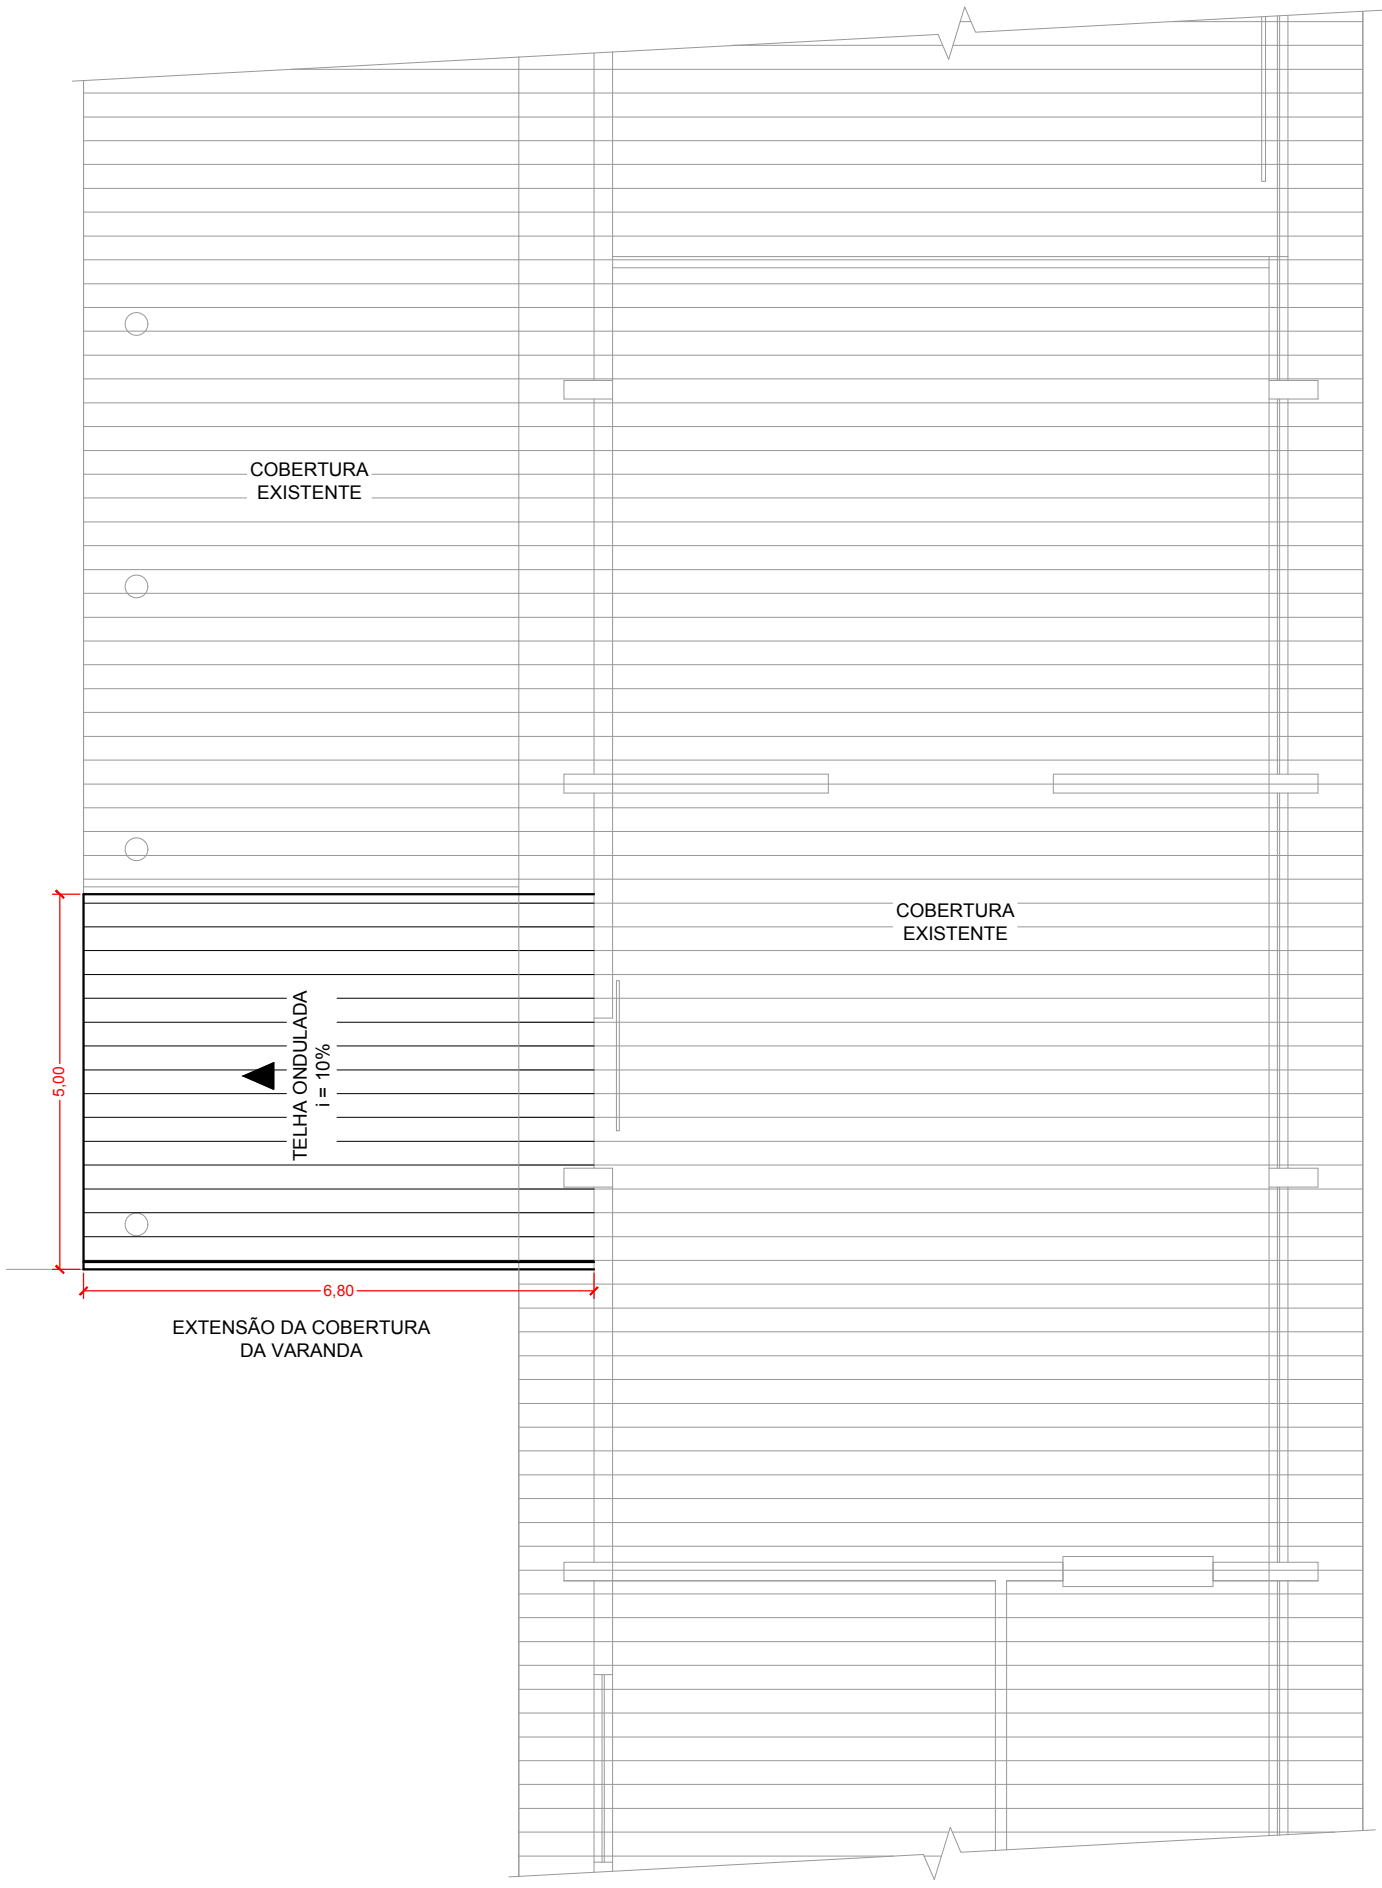 COBERTURA
EXISTENTE
COBERTURA
EXISTENTE
TELHA ONDULADA
i = 10%
5,00
6,80
EXTENSÃO DA COBERTURA
DA VARANDA